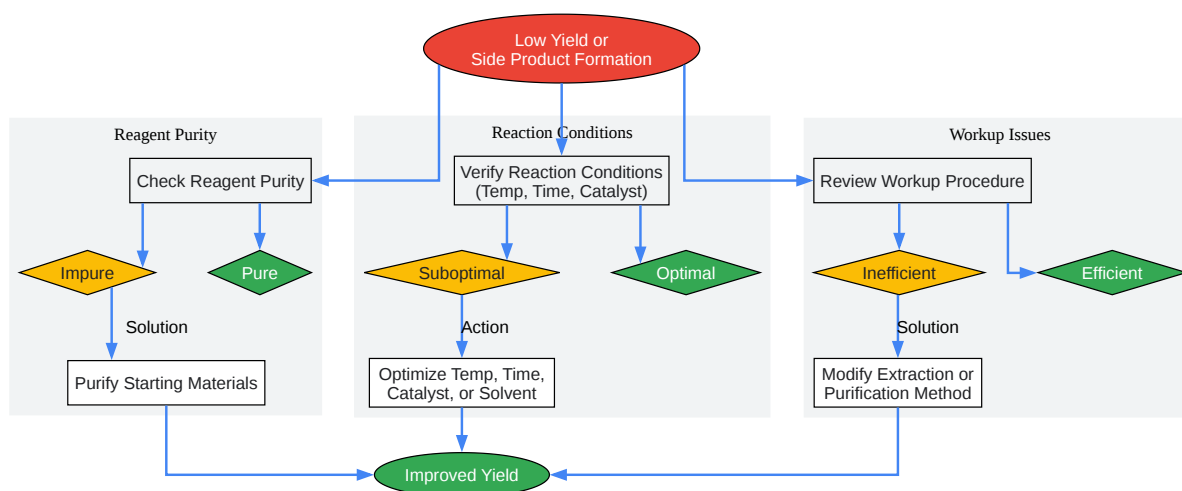 Low Yield or
Side Product Formation
Reagent Purity
Reaction Conditions
Workup Issues
Check Reagent Purity
Verify Reaction Conditions
(Temp, Time, Catalyst)
Review Workup Procedure
Impure
Pure
Suboptimal
Optimal
Inefficient
Efficient
Solution
Action
Solution
Purify Starting Materials
Optimize Temp, Time,
Catalyst, or Solvent
Modify Extraction or
Purification Method
Improved Yield